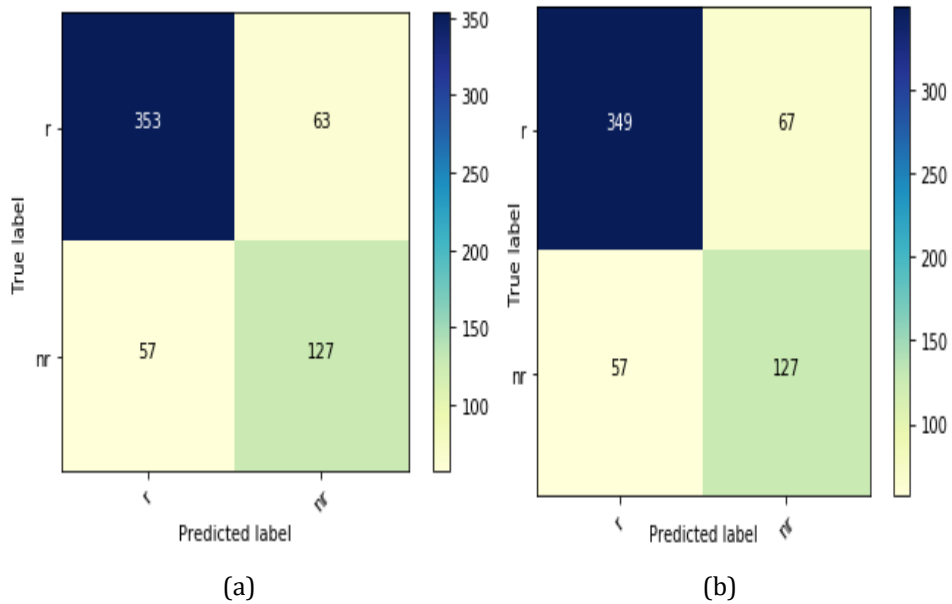 353
63
57
127
r
nr
True label
r
nr
Predicted label
350
300
250
200
150
100
(a)
349
67
57
127
r
nr
True label
r
nr
Predicted label
300
250
200
150
100
(b)